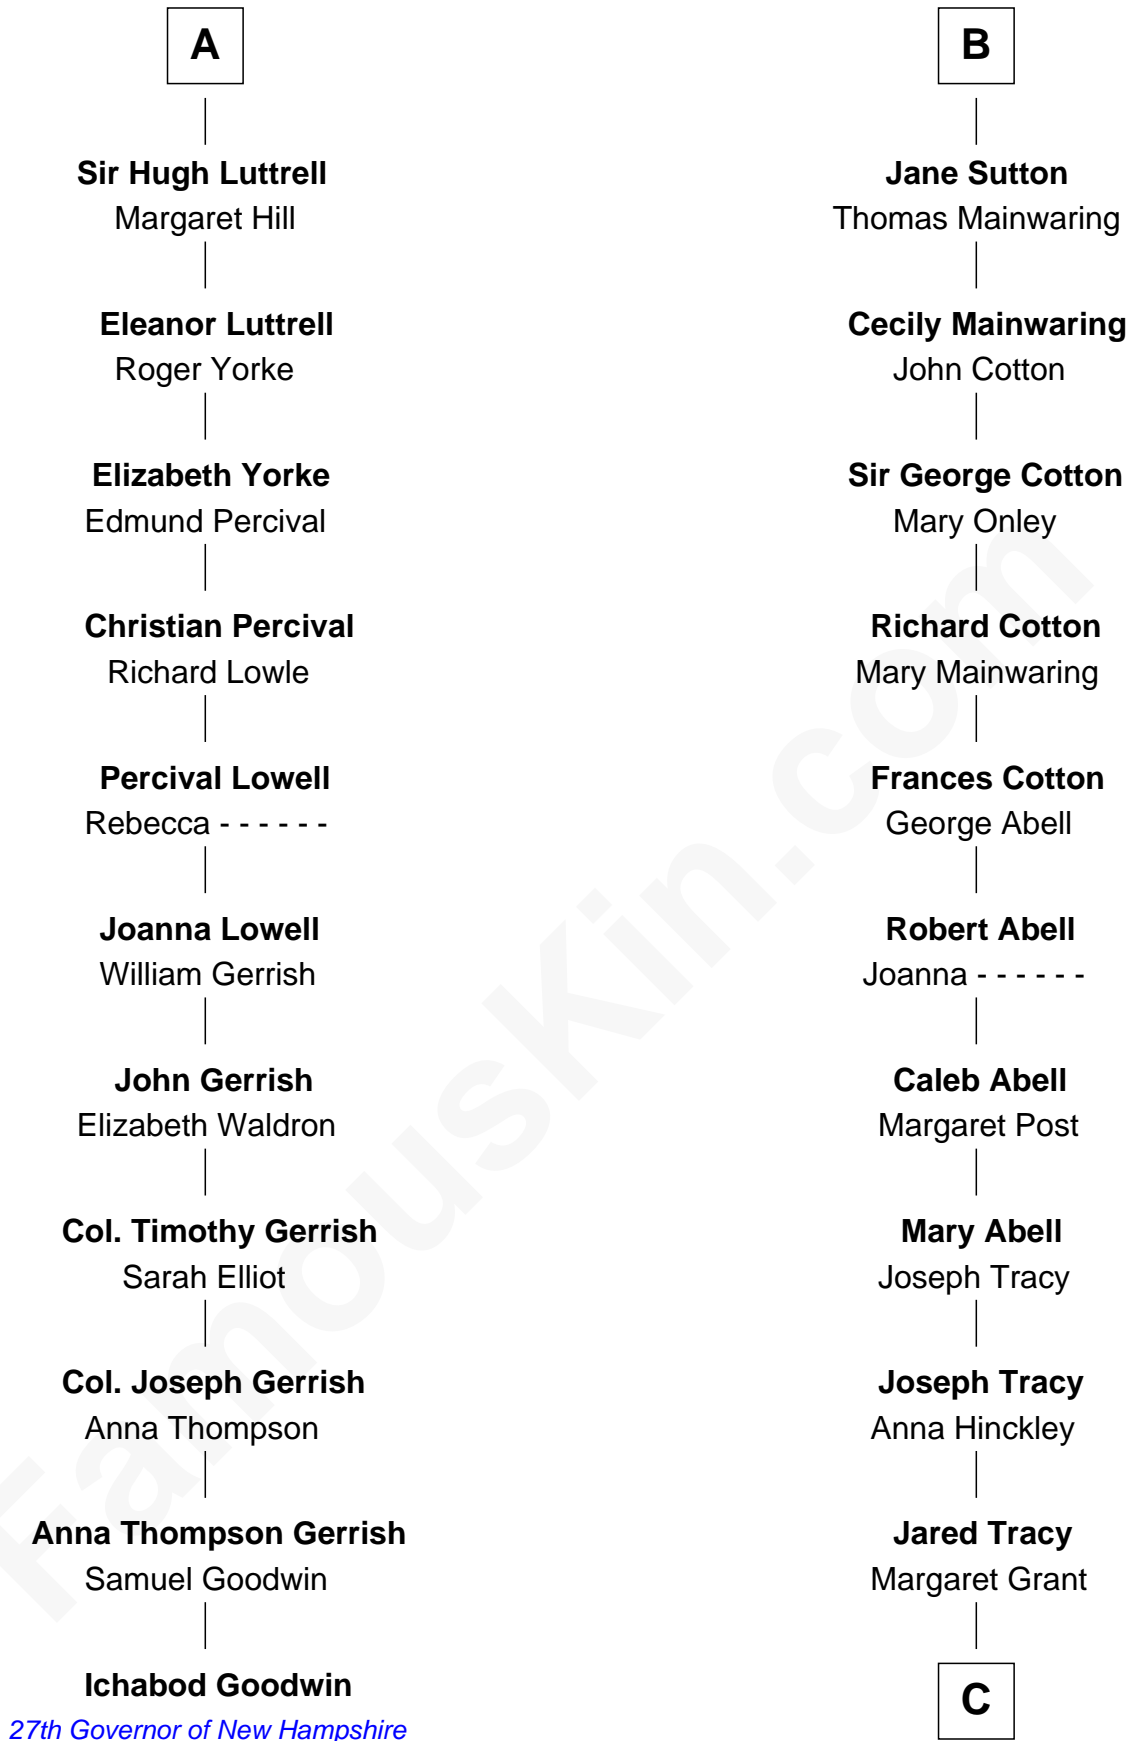 A
Sir Hugh Luttrell
Margaret Hill
Eleanor Luttrell
Roger Yorke
Elizabeth Yorke
Edmund Percival
Christian Percival
Richard Lowle
Percival Lowell
Rebecca - - - - - -
Joanna Lowell
William Gerrish
John Gerrish
Elizabeth Waldron
Col. Timothy Gerrish
Sarah Elliot
Col. Joseph Gerrish
Anna Thompson
Anna Thompson Gerrish
Samuel Goodwin
Ichabod Goodwin
27th Governor of New Hampshire
B
Jane Sutton
Thomas Mainwaring
Cecily Mainwaring
John Cotton
Sir George Cotton
Mary Onley
Richard Cotton
Mary Mainwaring
Frances Cotton
George Abell
Robert Abell
Joanna - - - - - -
Caleb Abell
Margaret Post
Mary Abell
Joseph Tracy
Joseph Tracy
Anna Hinckley
Jared Tracy
Margaret Grant
C
FamousKin.com